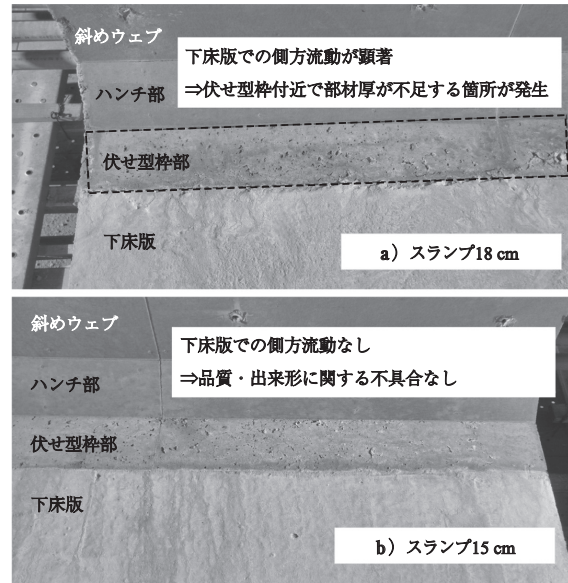 斜めウェブ
下床版での側方流動が顕著
⇒伏せ型枠付近で部材厚が不足する箇所が発生
ハンチ部
伏せ型枠部
下床版
a）スランプ18 cm
斜めウェブ
下床版での側方流動なし
⇒品質・出来形に関する不具合なし
ハンチ部
伏せ型枠部
下床版
b）スランプ15 cm